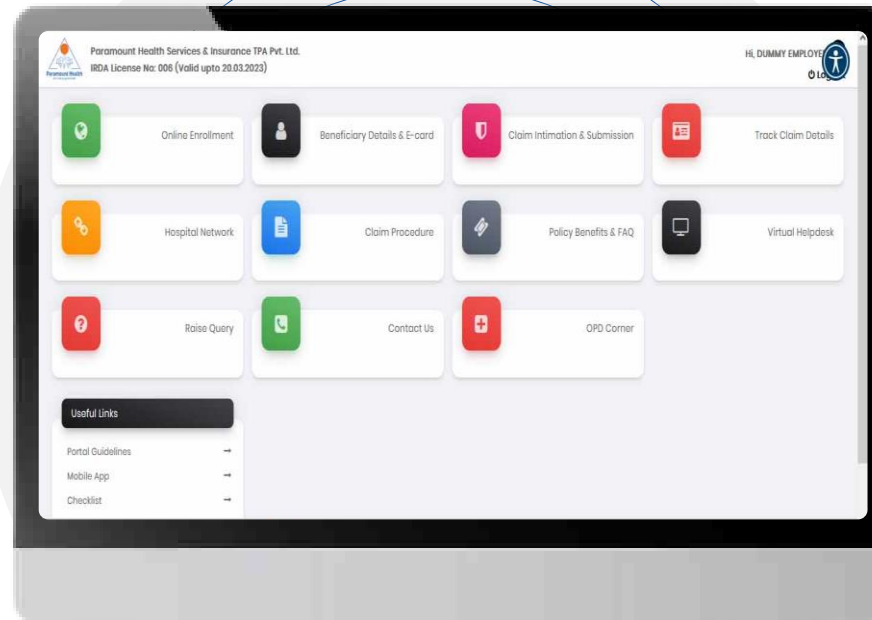 Paramount Health Services & Insurance TPA Pvt. Ltd.
IRDA License No: 006 (Valid upto 20.03.2023)
Paramount Health
Hi, DUMMY EMPLOYE
Online Enrollment
Beneficiary Details & E-card
Claim Intimation & Submission
Track Claim Details
Hospital Network
Claim Procedure
Policy Benefits & FAQ
Virtual Helpdesk
Raise Query
Contact Us
OPD Corner
Useful Links
Portal Guidelines →
Mobile App →
Checklist →